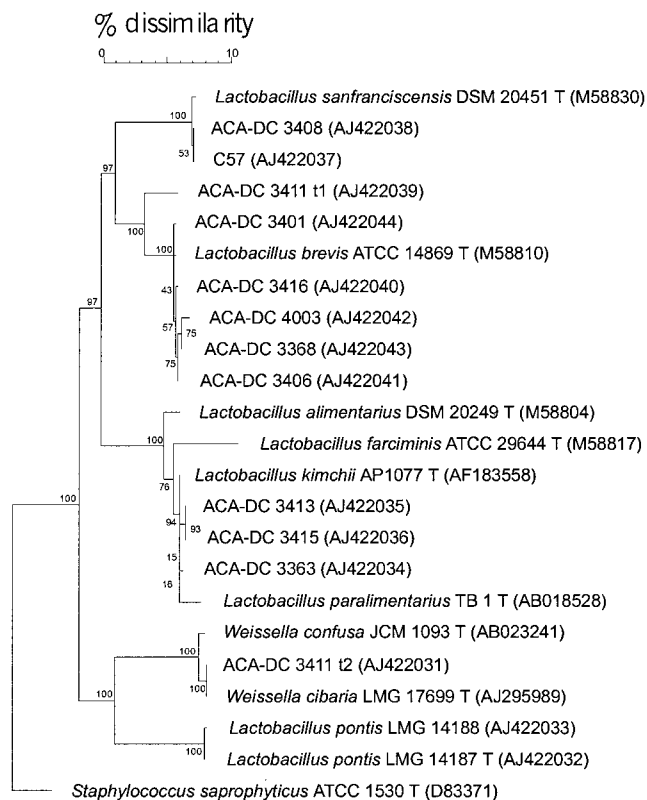 % dissimilarity
0 10
Lactobacillus sanfranciscensis DSM 20451 T (M58830)
100
ACA-DC 3408 (AJ422038)
53
C57 (AJ422037)
97
ACA-DC 3411 t1 (AJ422039)
100
ACA-DC 3401 (AJ422044)
100
Lactobacillus brevis ATCC 14869 T (M58810)
43
ACA-DC 3416 (AJ422040)
97
ACA-DC 4003 (AJ422042)
57
75
ACA-DC 3368 (AJ422043)
75
ACA-DC 3406 (AJ422041)
Lactobacillus alimentarius DSM 20249 T (M58804)
100
Lactobacillus farciminis ATCC 29644 T (M58817)
Lactobacillus kimchii AP1077 T (AF183558)
76
100
ACA-DC 3413 (AJ422035)
94
93
ACA-DC 3415 (AJ422036)
15
ACA-DC 3363 (AJ422034)
16
Lactobacillus paralimentarius TB 1 T (AB018528)
Weissella confusa JCM 1093 T (AB023241)
100
ACA-DC 3411 t2 (AJ422031)
100
100
Weissella cibaria LMG 17699 T (AJ295989)
Lactobacillus pontis LMG 14188 (AJ422033)
100
Lactobacillus pontis LMG 14187 T (AJ422032)
Staphylococcus saprophyticus ATCC 1530 T (D83371)